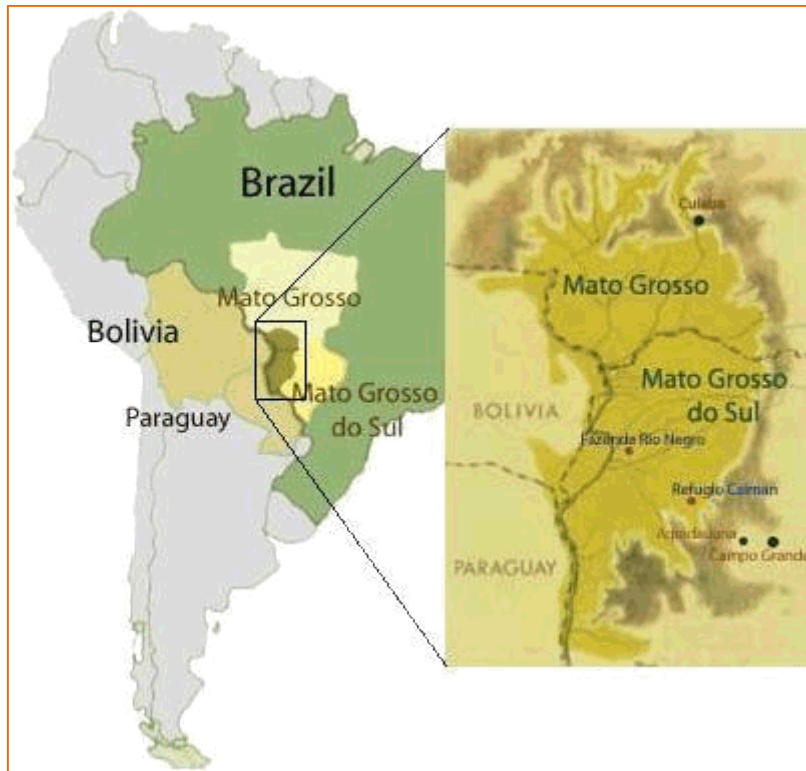 Brazil
Mato Grosso
Bolivia
Mato Grosso
do Sul
Paraguay
Cuiaba
Mato Grosso
Mato Grosso
do Sul
BOLIVIA
Fazenda Rio Negro
Refugio Caiman
Aquidauana
Campo Grande
PARAGUAY